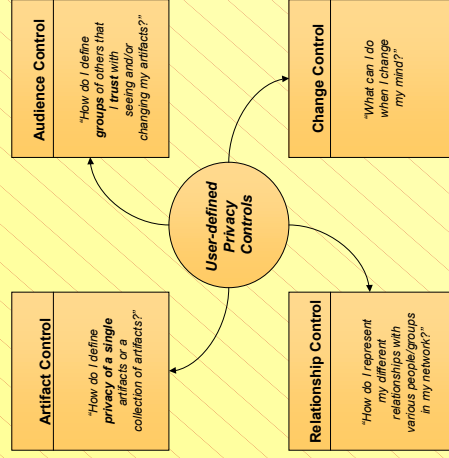 Artifact Control
"How do I define
privacy of a single
artifacts or a
collection of artifacts?"
Audience Control
"How do I define
groups of others that
I trust with
seeing and/or
changing my artifacts?"
User-defined
Privacy
Controls
Relationship Control
"How do I represent
my different
relationships with
various people/groups
in my network?"
Change Control
"What can I do
when I change
my mind?"